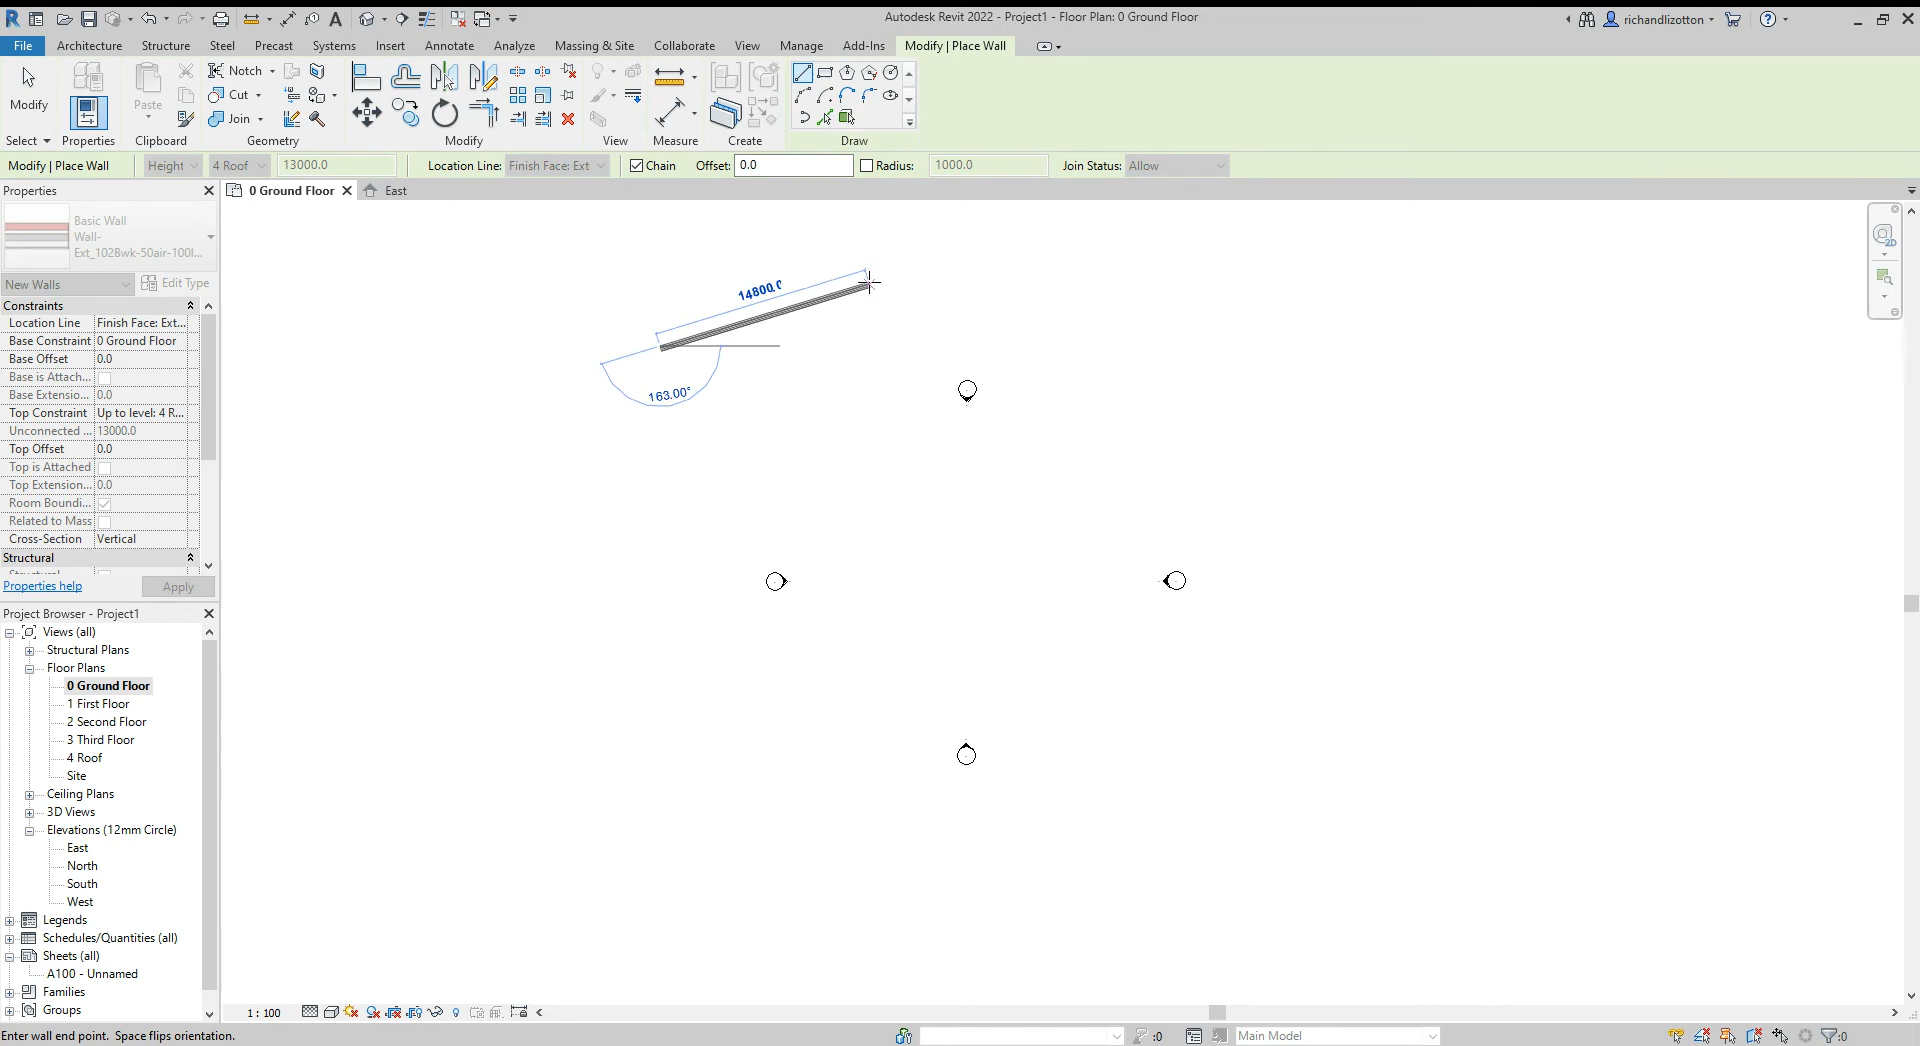 Autodesk Revit 2022 - Project1 - Floor Plan: 0 Ground Floor
richandlizotton
File Architecture Structure Steel Precast Systems Insert Annotate Analyze Massing & Site Collaborate View Manage Add-Ins Modify | Place Wall
Modify
Paste
Notch
Cut
Join
Select Properties Clipboard Geometry Modify View Measure Create Draw
Modify | Place Wall Height 4 Roof 13000.0 Location Line: Finish Face: Ext Chain Offset: 0.0 Radius: 1000.0 Join Status: Allow
Properties
0 Ground Floor East
Basic Wall
Wall-
Ext_102Bwk-50air-100l...
New Walls Edit Type
Constraints
Location Line Finish Face: Ext...
Base Constraint 0 Ground Floor
Base Offset 0.0
Base is Attach...
Base Extensio... 0.0
Top Constraint Up to level: 4 R...
Unconnected ... 13000.0
Top Offset 0.0
Top is Attached
Top Extension... 0.0
Room Boundi...
Related to Mass
Cross-Section Vertical
Structural
Properties help Apply
14800.0
163.00°
Project Browser - Project1
Views (all)
Structural Plans
Floor Plans
0 Ground Floor
1 First Floor
2 Second Floor
3 Third Floor
4 Roof
Site
Ceiling Plans
3D Views
Elevations (12mm Circle)
East
North
South
West
Legends
Schedules/Quantities (all)
Sheets (all)
A100 - Unnamed
Families
Groups
1 : 100
Enter wall end point. Space flips orientation.
:0
Main Model
:0